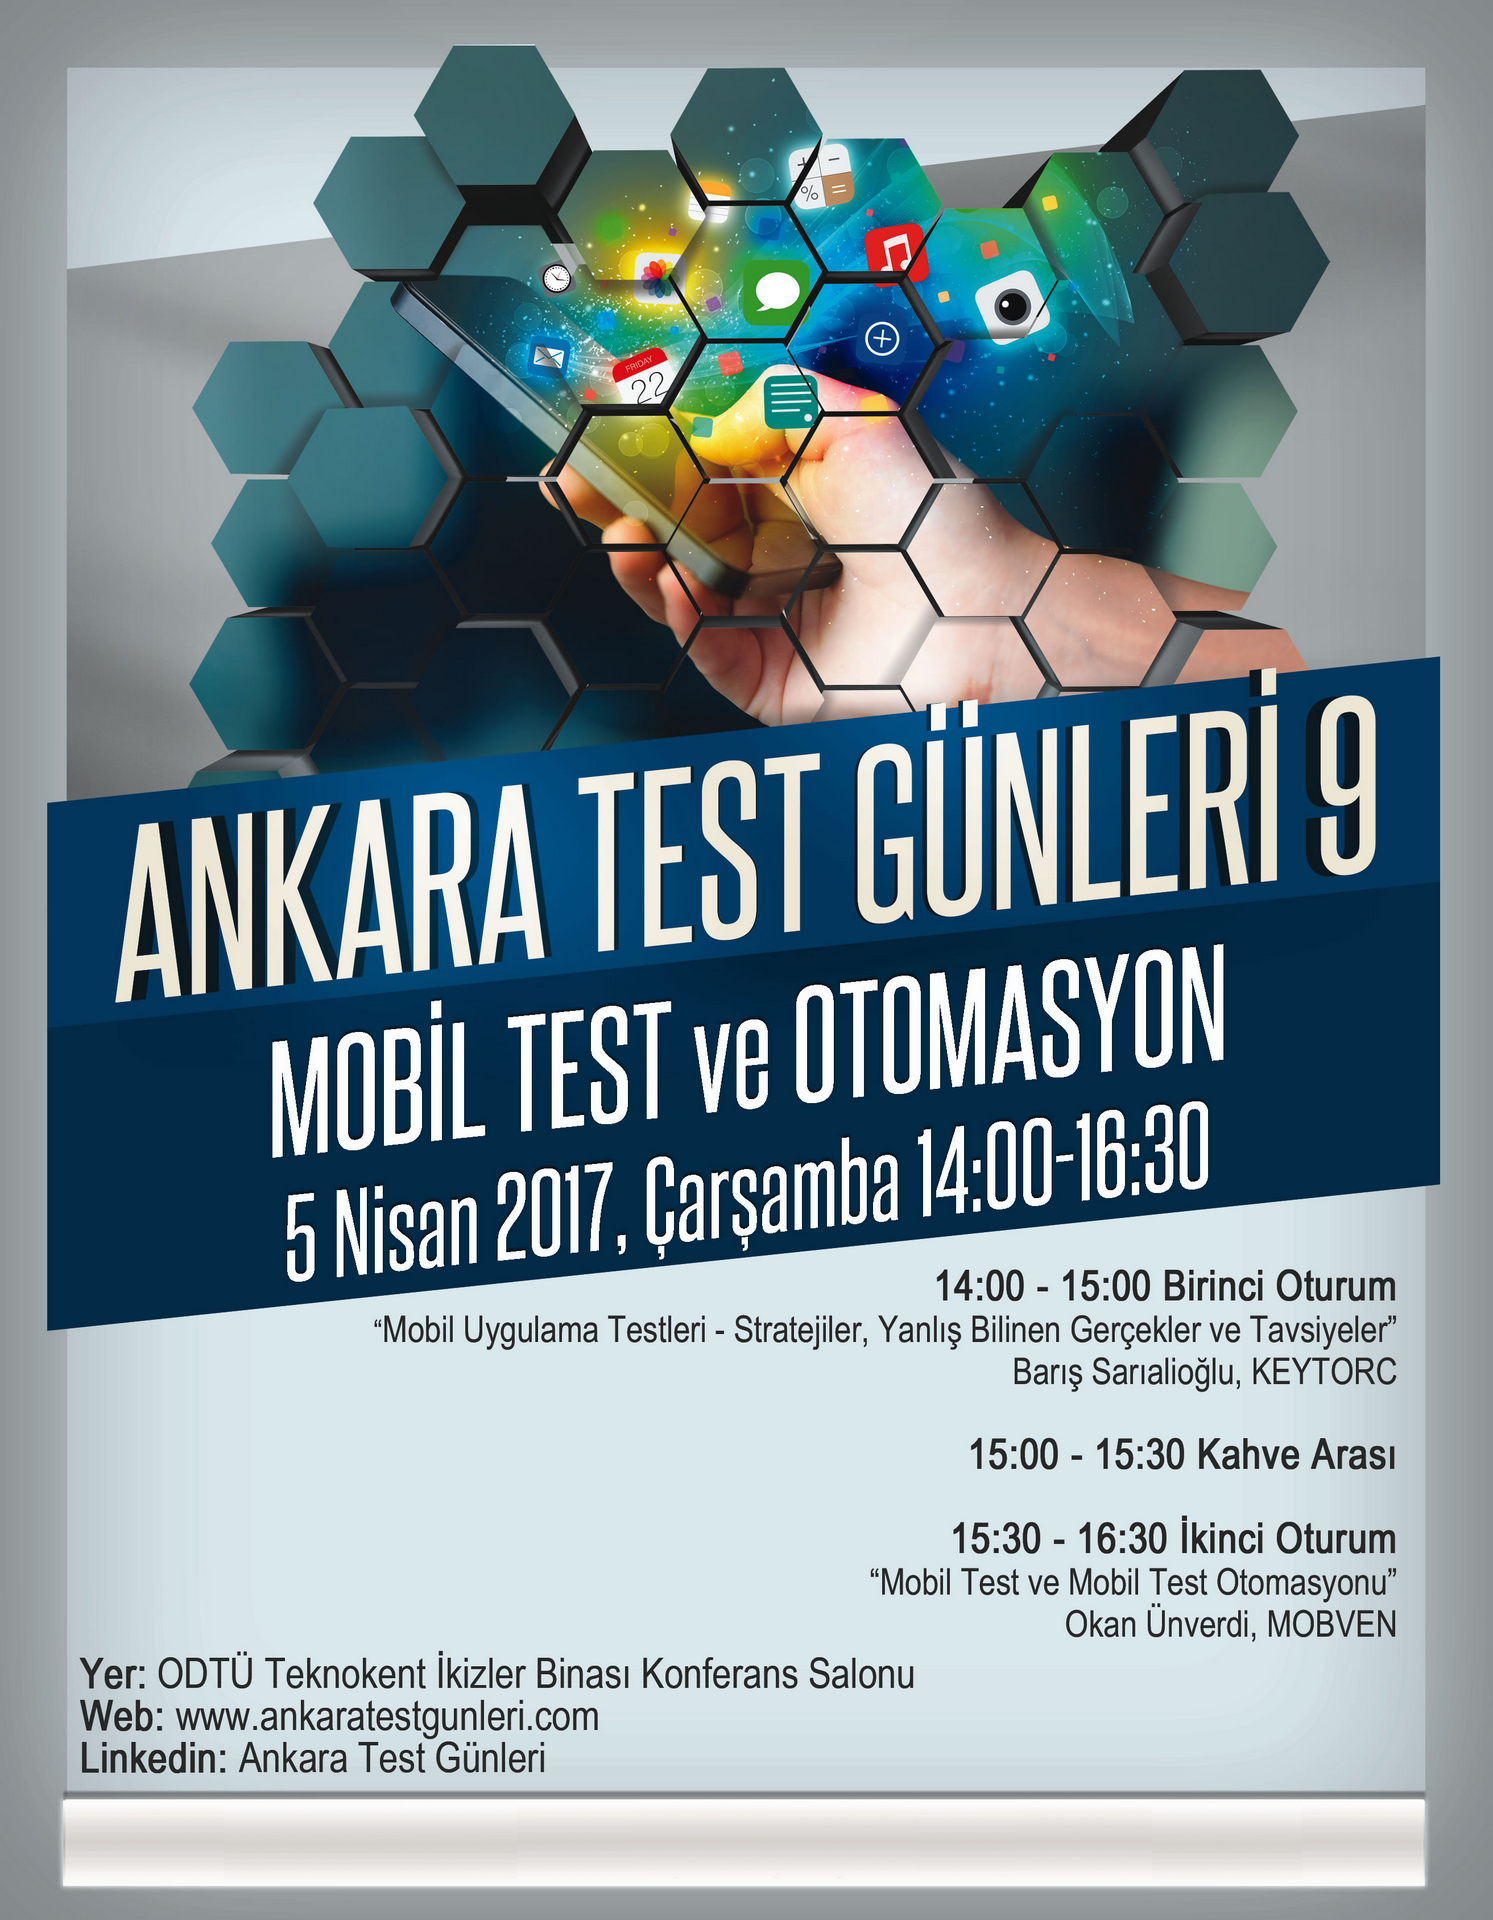 FRIDAY
22
ANKARA TEST GÜNLERİ 9
MOBİL TEST ve OTOMASYON
5 Nisan 2017, Çarşamba 14:00-16:30
14:00 - 15:00 Birinci Oturum
“Mobil Uygulama Testleri - Stratejiler, Yanlış Bilinen Gerçekler ve Tavsiyeler”
Barış Sarıalioğlu, KEYTORC
15:00 - 15:30 Kahve Arası
15:30 - 16:30 İkinci Oturum
“Mobil Test ve Mobil Test Otomasyonu”
Okan Ünverdi, MOBVEN
Yer: ODTÜ Teknokent İkizler Binası Konferans Salonu
Web: www.ankaratestgunleri.com
Linkedin: Ankara Test Günleri